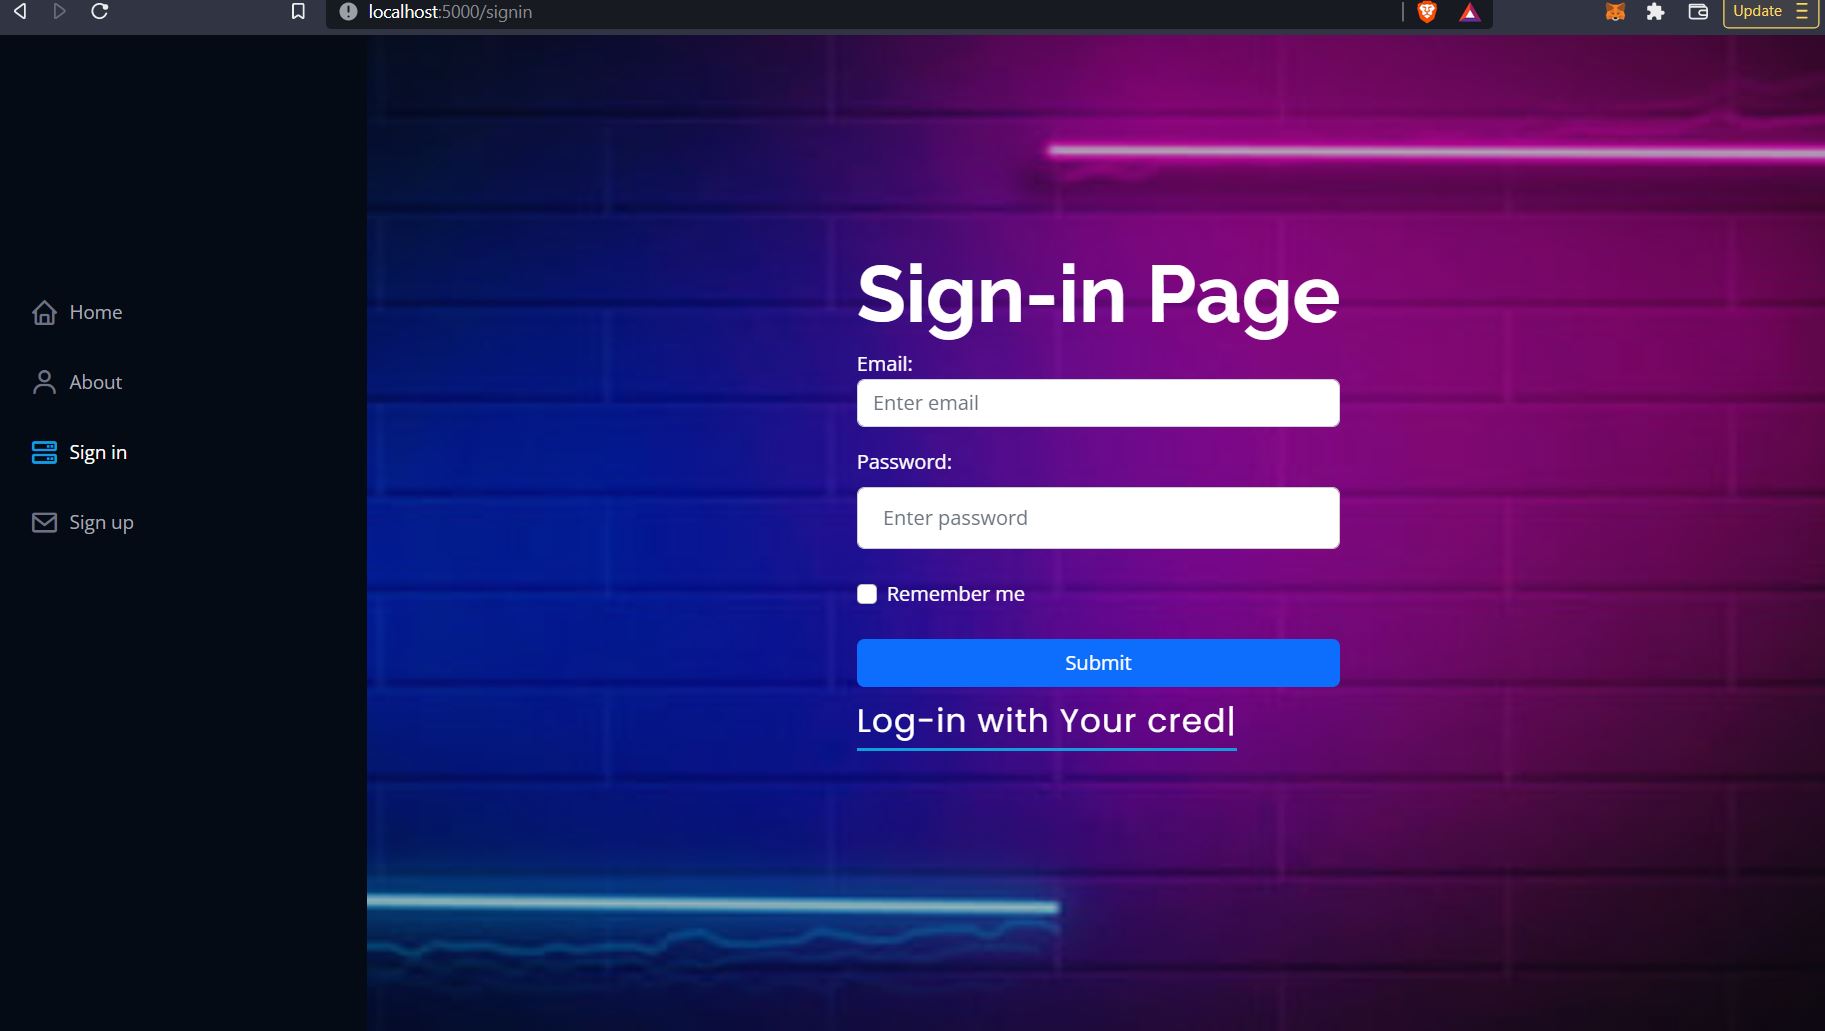 localhost:5000/signin
Update
Home
About
Sign in
Sign up
Sign-in Page
Email:
Enter email
Password:
Enter password
Remember me
Submit
Log-in with Your cred|